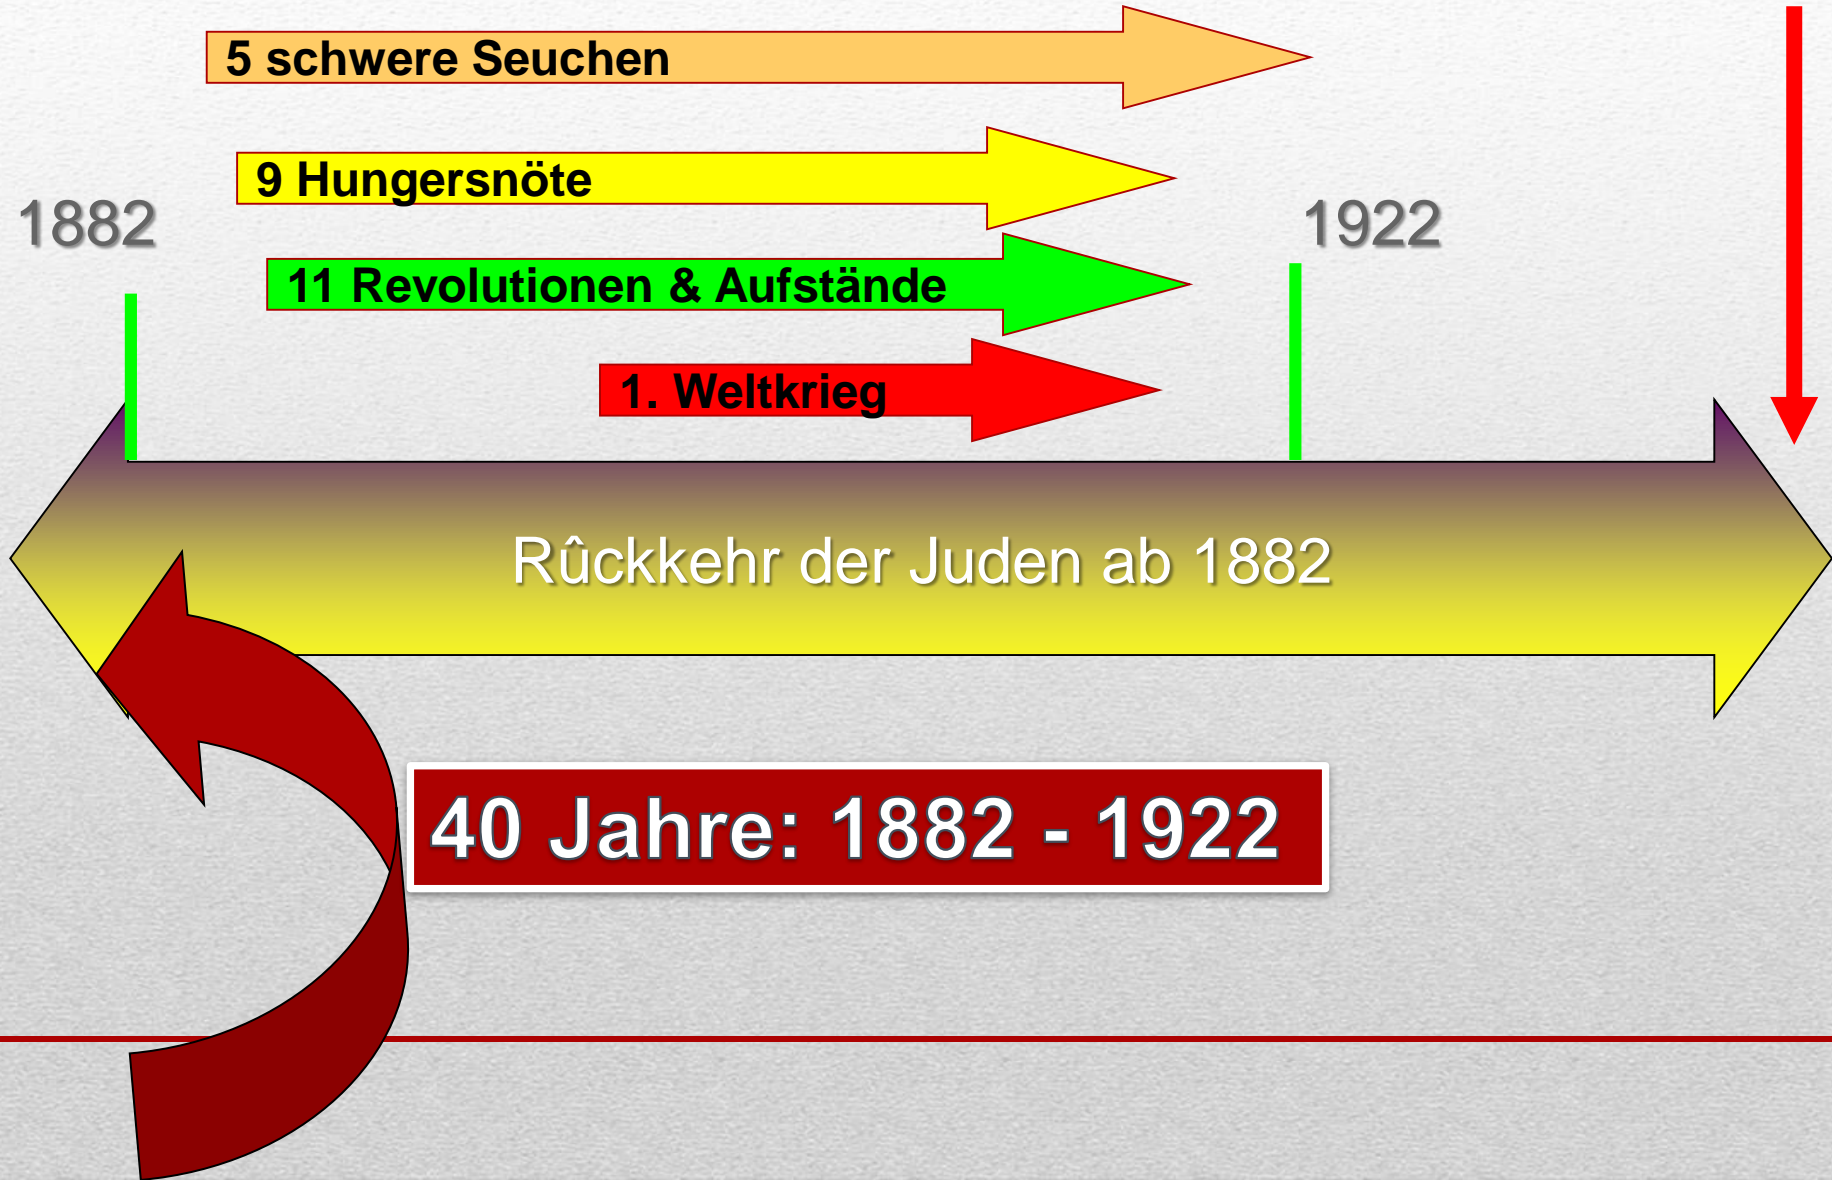 5 schwere Seuchen
9 Hungersnöte
1882
1922
11 Revolutionen & Aufstände
1. Weltkrieg
Rûckkehr der Juden ab 1882
40 Jahre: 1882 - 1922